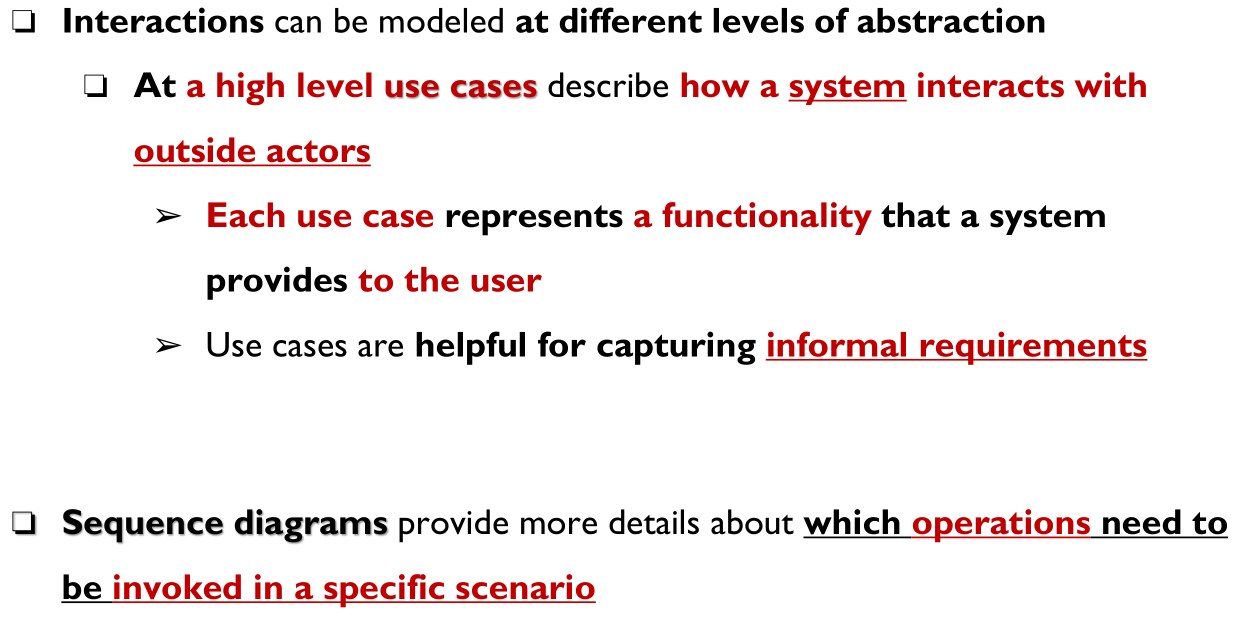 ❑ Interactions can be modeled at different levels of abstraction
❑ At a high level use cases describe how a system interacts with
outside actors
➢ Each use case represents a functionality that a system
provides to the user
➢ Use cases are helpful for capturing informal requirements
❑ Sequence diagrams provide more details about which operations need to
be invoked in a specific scenario